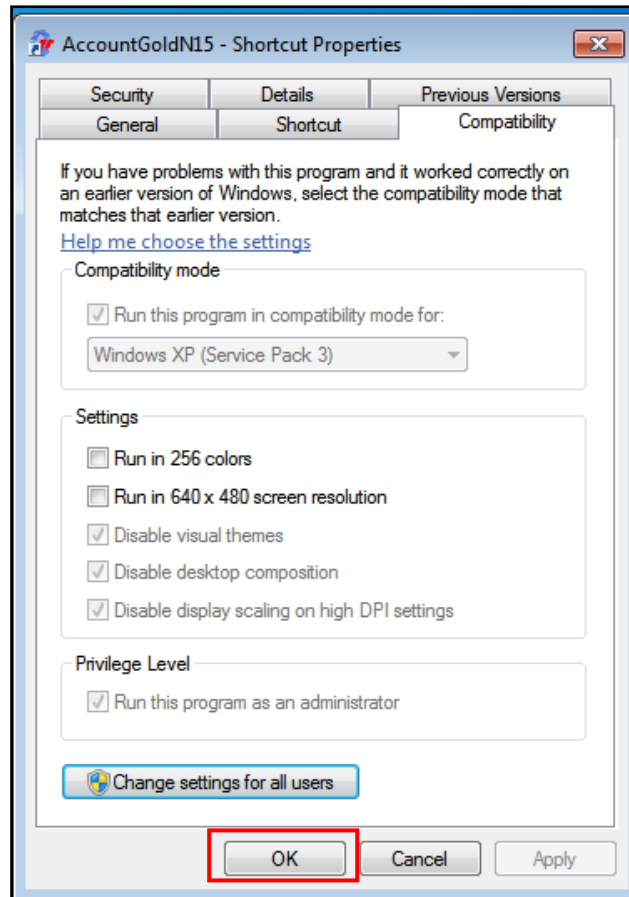 AccountGoldN15 - Shortcut Properties
Security Details Previous Versions
General Shortcut Compatibility
If you have problems with this program and it worked correctly on
an earlier version of Windows, select the compatibility mode that
matches that earlier version.
Help me choose the settings
Compatibility mode
Run this program in compatibility mode for:
Windows XP (Service Pack 3)
Settings
Run in 256 colors
Run in 640 x 480 screen resolution
Disable visual themes
Disable desktop composition
Disable display scaling on high DPI settings
Privilege Level
Run this program as an administrator
Change settings for all users
OK Cancel Apply